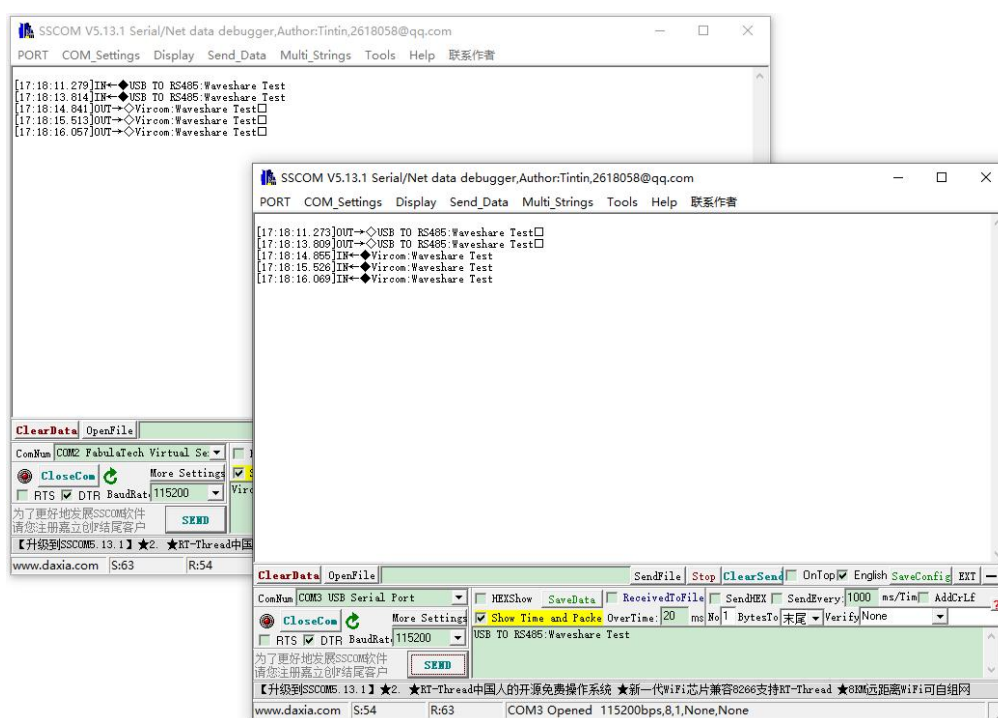 SSCOM V5.13.1 Serial/Net data debugger,Author:Tintin,2618058@qq.com
PORT COM_Settings Display Send_Data Multi_Strings Tools Help 联系作者
[17:18:11.279]IN←◆USB TO RS485:Waveshare Test
[17:18:13.814]IN←◆USB TO RS485:Waveshare Test
[17:18:14.841]OUT→◇Vircom:Waveshare Test□
[17:18:15.513]OUT→◇Vircom:Waveshare Test□
[17:18:16.057]OUT→◇Vircom:Waveshare Test□
ClearData OpenFile
ComNum COM2 FabulaTech Virtual Se
CloseCom More Settings
RTS DTR BaudRat 115200
为了更好地发展SSCOM软件
请您注册嘉立创F结尾客户
SEND
【升级到SSCOM5.13.1】★2. ★RT-Thread中国
www.daxia.com S:63 R:54
SSCOM V5.13.1 Serial/Net data debugger,Author:Tintin,2618058@qq.com
PORT COM_Settings Display Send_Data Multi_Strings Tools Help 联系作者
[17:18:11.273]OUT→◇USB TO RS485:Waveshare Test□
[17:18:13.809]OUT→◇USB TO RS485:Waveshare Test□
[17:18:14.855]IN←◆Vircom:Waveshare Test
[17:18:15.526]IN←◆Vircom:Waveshare Test
[17:18:16.069]IN←◆Vircom:Waveshare Test
ClearData OpenFile SendFile Stop ClearSend OnTop English SaveConfig EXT
ComNum COM3 USB Serial Port HEXShow SaveData ReceivedToFile SendHEX SendEvery: 1000 ms/Tim AddCrLf
CloseCom More Settings Show Time and Packe OverTime: 20 ms No 1 BytesTo 末尾 Verify None
RTS DTR BaudRat 115200 USB TO RS485:Waveshare Test
为了更好地发展SSCOM软件
请您注册嘉立创F结尾客户
SEND
【升级到SSCOM5.13.1】★2. ★RT-Thread中国人的开源免费操作系统 ★新一代WiFi芯片兼容8266支持RT-Thread ★8KM远距离WiFi可自组网
www.daxia.com S:54 R:63 COM3 Opened 115200bps,8,1,None,None